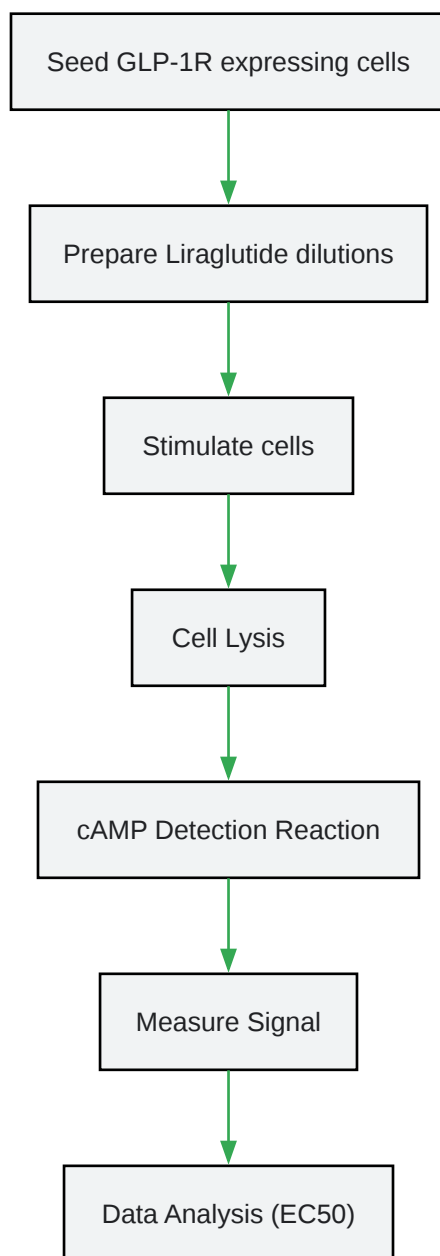 Seed GLP-1R expressing cells
Prepare Liraglutide dilutions
Stimulate cells
Cell Lysis
cAMP Detection Reaction
Measure Signal
Data Analysis (EC50)